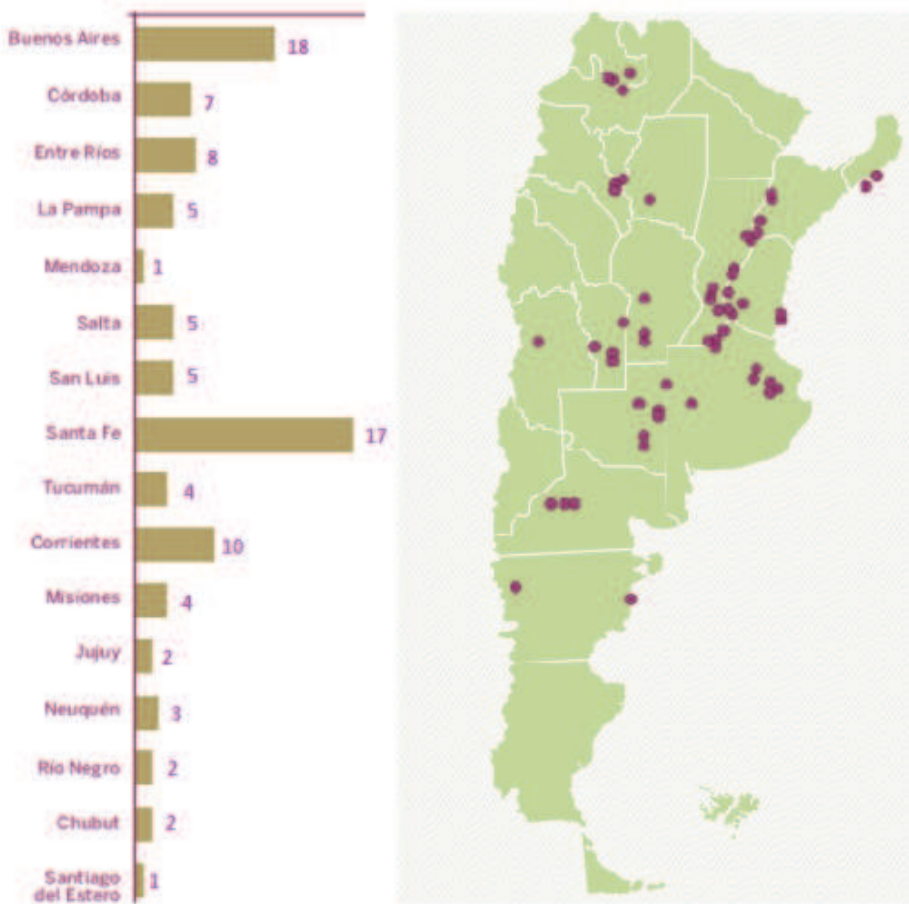 Buenos Aires 18
Córdoba 7
Entre Ríos 8
La Pampa 5
Mendoza 1
Salta 5
San Luis 5
Santa Fe 17
Tucumán 4
Corrientes 10
Misiones 4
Jujuy 2
Neuquén 3
Río Negro 2
Chubut 2
Santiago 1
del Estero